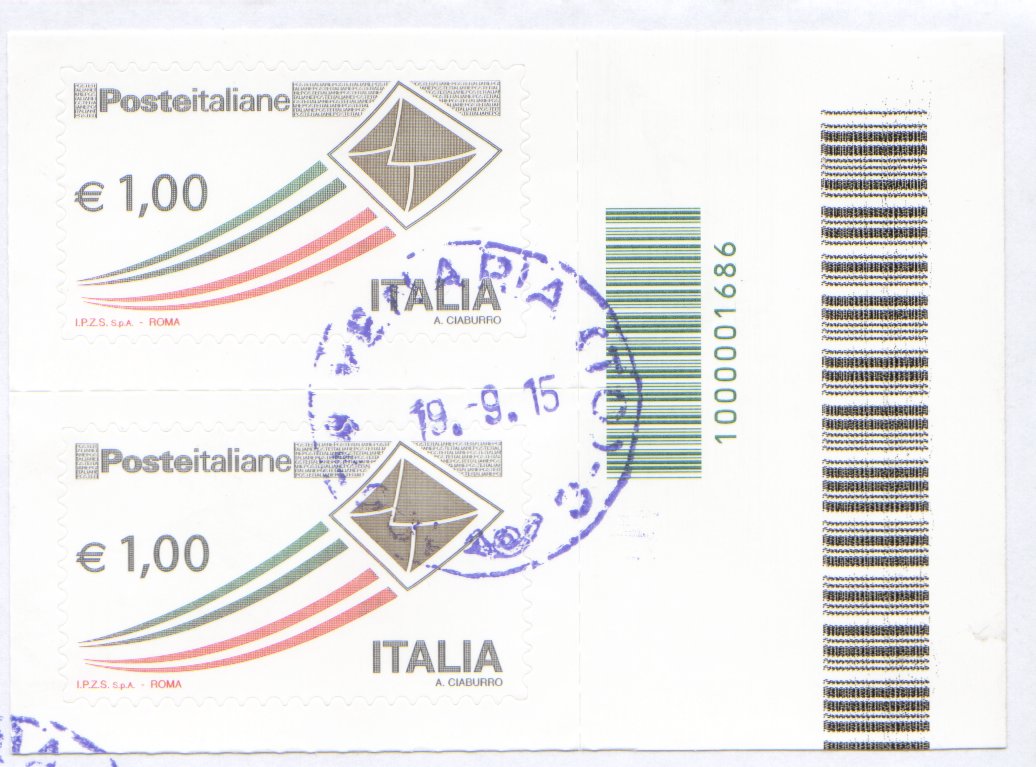 Posteitaliane
€ 1,00
ITALIA
I.P.Z.S. S.p.A. - ROMA
A. CIABURRO
1000001686
19.-9.15
Posteitaliane
€ 1,00
ITALIA
I.P.Z.S. S.p.A. - ROMA
A. CIABURRO